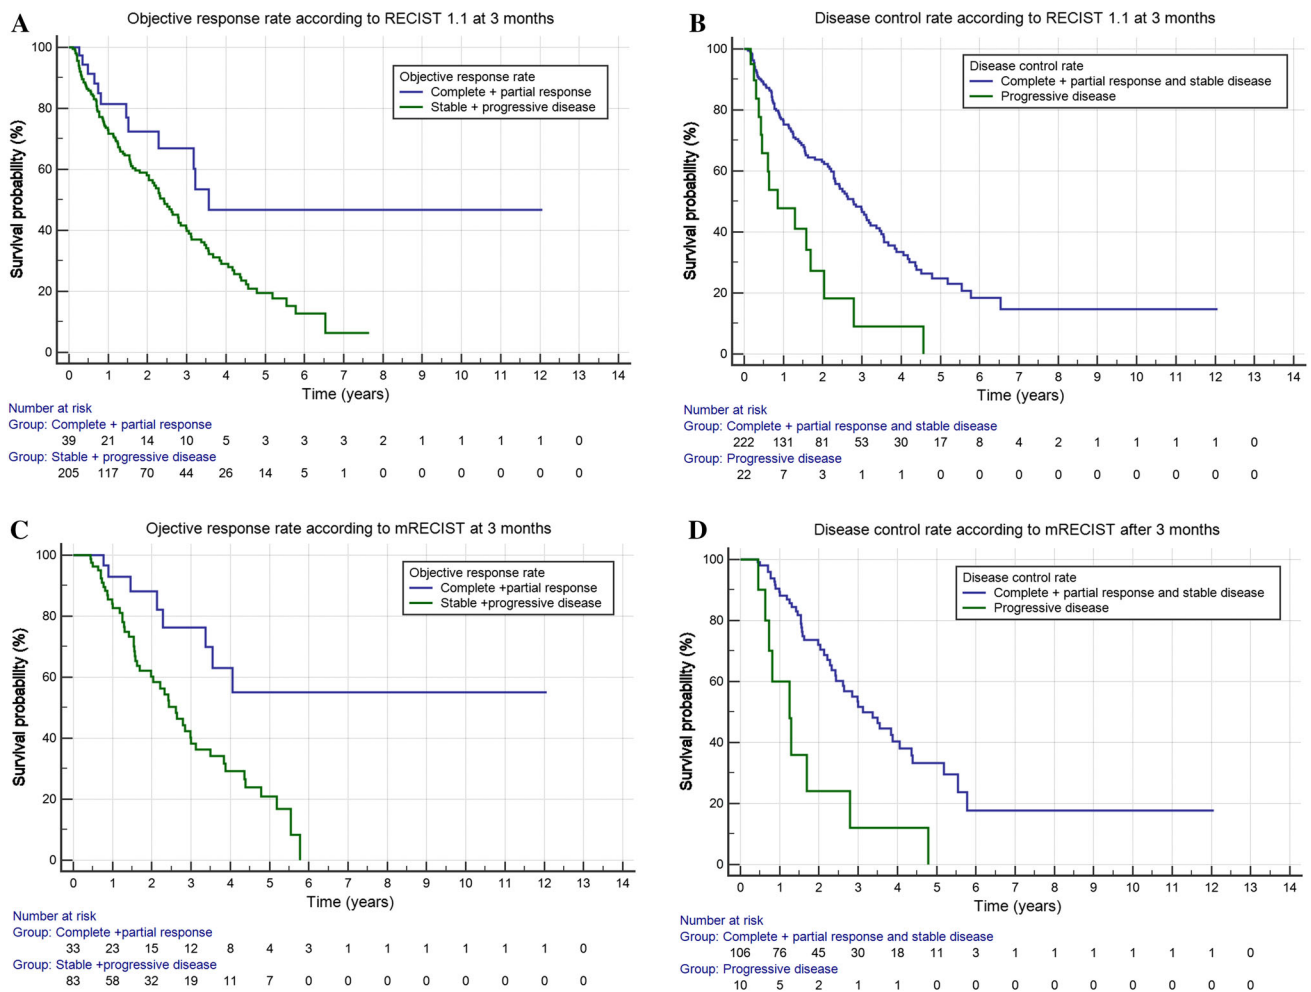 A
Objective response rate according to RECIST 1.1 at 3 months
Survival probability (%)
100
80
60
40
20
0
Objective response rate
Complete + partial response
Stable + progressive disease
0 1 2 3 4 5 6 7 8 9 10 11 12 13 14
Time (years)
Number at risk
Group: Complete + partial response
39 21 14 10 5 3 3 3 2 1 1 1 1 0
Group: Stable + progressive disease
205 117 70 44 26 14 5 1 0 0 0 0 0 0
B
Disease control rate according to RECIST 1.1 at 3 months
Survival probability (%)
100
80
60
40
20
0
Disease control rate
Complete + partial response and stable disease
Progressive disease
0 1 2 3 4 5 6 7 8 9 10 11 12 13 14
Time (years)
Number at risk
Group: Complete + partial response and stable disease
222 131 81 53 30 17 8 4 2 1 1 1 1 0
Group: Progressive disease
22 7 3 1 1 0 0 0 0 0 0 0 0 0
C
Ojective response rate according to mRECIST at 3 months
Survival probability (%)
100
80
60
40
20
0
Objective response rate
Complete +partial response
Stable +progressive disease
0 1 2 3 4 5 6 7 8 9 10 11 12 13 14
Time (years)
Number at risk
Group: Complete +partial response
33 23 15 12 8 4 3 1 1 1 1 1 1 0
Group: Stable +progressive disease
83 58 32 19 11 7 0 0 0 0 0 0 0 0
D
Disease control rate according to mRECIST after 3 months
Survival probability (%)
100
80
60
40
20
0
Disease control rate
Complete + partial response and stable disease
Progressive disease
0 1 2 3 4 5 6 7 8 9 10 11 12 13 14
Time (years)
Number at risk
Group: Complete + partial response and stable disease
106 76 45 30 18 11 3 1 1 1 1 1 1 0
Group: Progressive disease
10 5 2 1 1 0 0 0 0 0 0 0 0 0